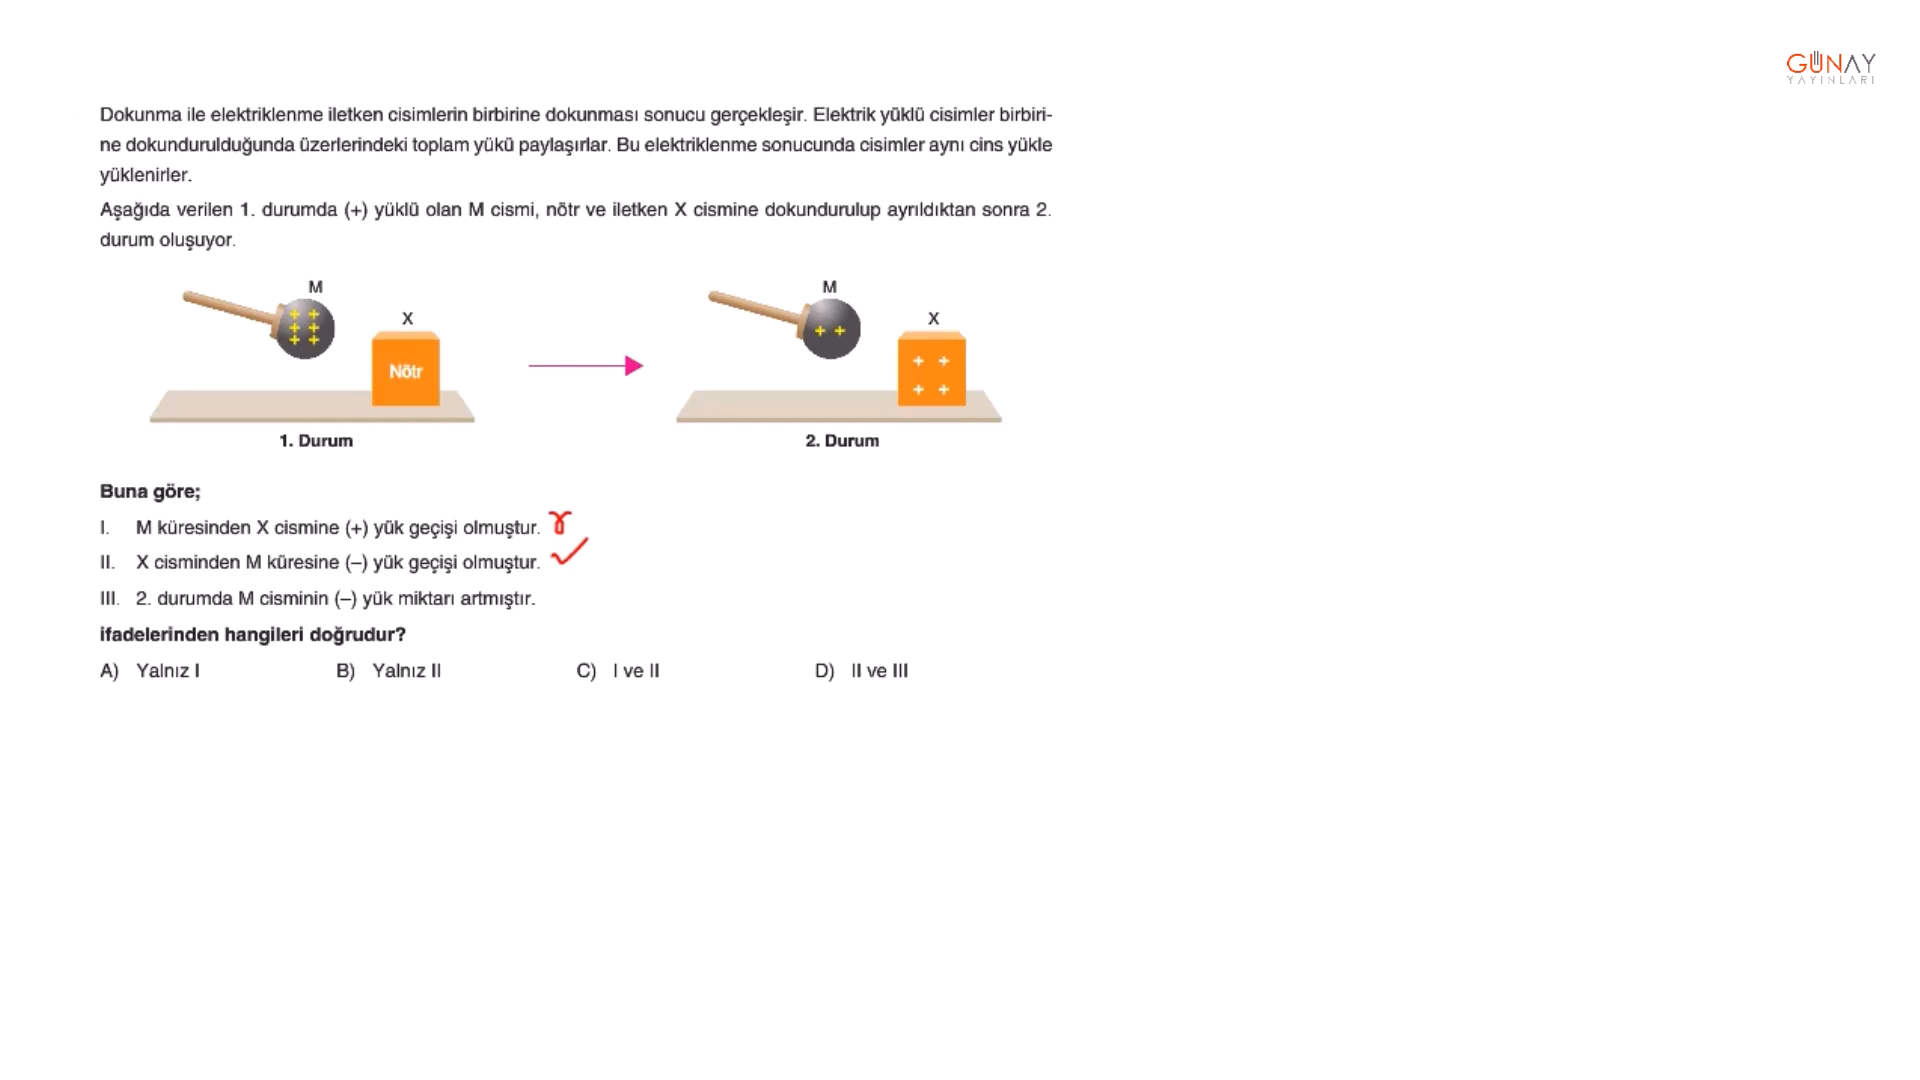 GÜNAY
YAYINLARI
Dokunma ile elektriklenme iletken cisimlerin birbirine dokunması sonucu gerçekleşir. Elektrik yüklü cisimler birbiri-
ne dokundurulduğunda üzerlerindeki toplam yükü paylaşırlar. Bu elektriklenme sonucunda cisimler aynı cins yükle
yüklenirler.
Aşağıda verilen 1. durumda (+) yüklü olan M cismi, nötr ve iletken X cismine dokundurulup ayrıldıktan sonra 2.
durum oluşuyor.
M
X
+ +
+ +
+ +
Nötr
1. Durum
M
X
+ +
+ +
+ +
2. Durum
Buna göre;
I. M küresinden X cismine (+) yük geçişi olmuştur.
II. X cisminden M küresine (–) yük geçişi olmuştur.
III. 2. durumda M cisminin (–) yük miktarı artmıştır.
ifadelerinden hangileri doğrudur?
A) Yalnız I B) Yalnız II C) I ve II D) II ve III